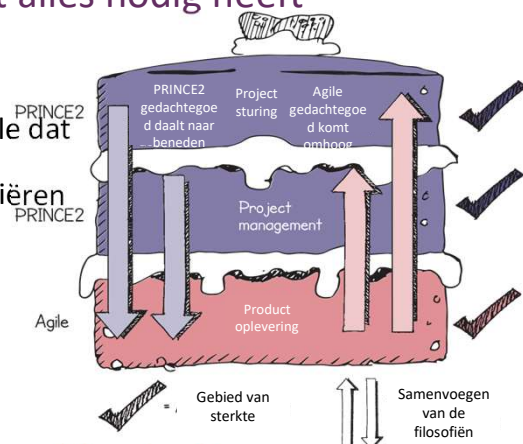 t alles nodig heeft
PRINCE2
gedachtegoe
d daalt naar
beneden
Project
sturing
Agile
gedachtegoe
d komt
omhoog
PRINCE2
le dat
iëren
PRINCE2
Project
management
Agile
Product
oplevering
=
Gebied van
sterkte
Samenvoegen
van de
filosofiën